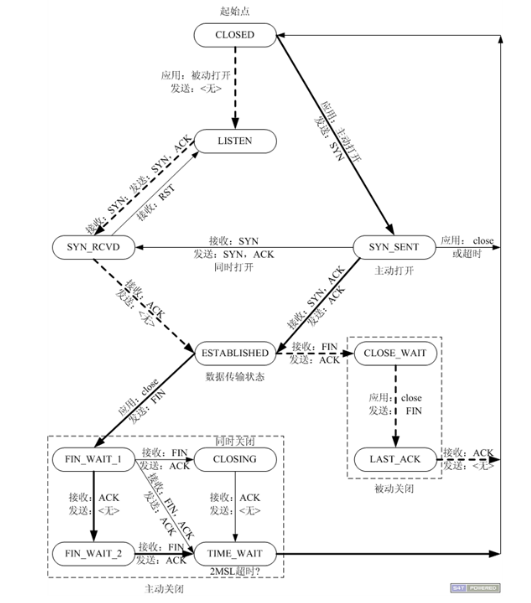 起始点
CLOSED
应用：被动打开
发送：<无>
应用：主动打开
发送：SYN
LISTEN
接收：SYN；发送：SYN，ACK
接收：RST
SYN_RCVD
接收：SYN
发送：SYN，ACK
同时打开
SYN_SENT
主动打开
应用： close
或超时
接收：ACK
发送：<无>
接收：SYN，ACK
发送：ACK
ESTABLISHED
数据传输状态
接收：FIN
发送：ACK
CLOSE_WAIT
应用：close
发送： FIN
应用：close
发送：FIN
LAST_ACK
接收：ACK
发送：<无>
被动关闭
同时关闭
FIN_WAIT_1
接收：FIN
发送：ACK
CLOSING
接收：ACK
发送：<无>
接收：FIN，ACK
发送：ACK
接收：ACK
发送：<无>
FIN_WAIT_2
接收：FIN
发送：ACK
TIME_WAIT
2MSL超时?
主动关闭
POWERED